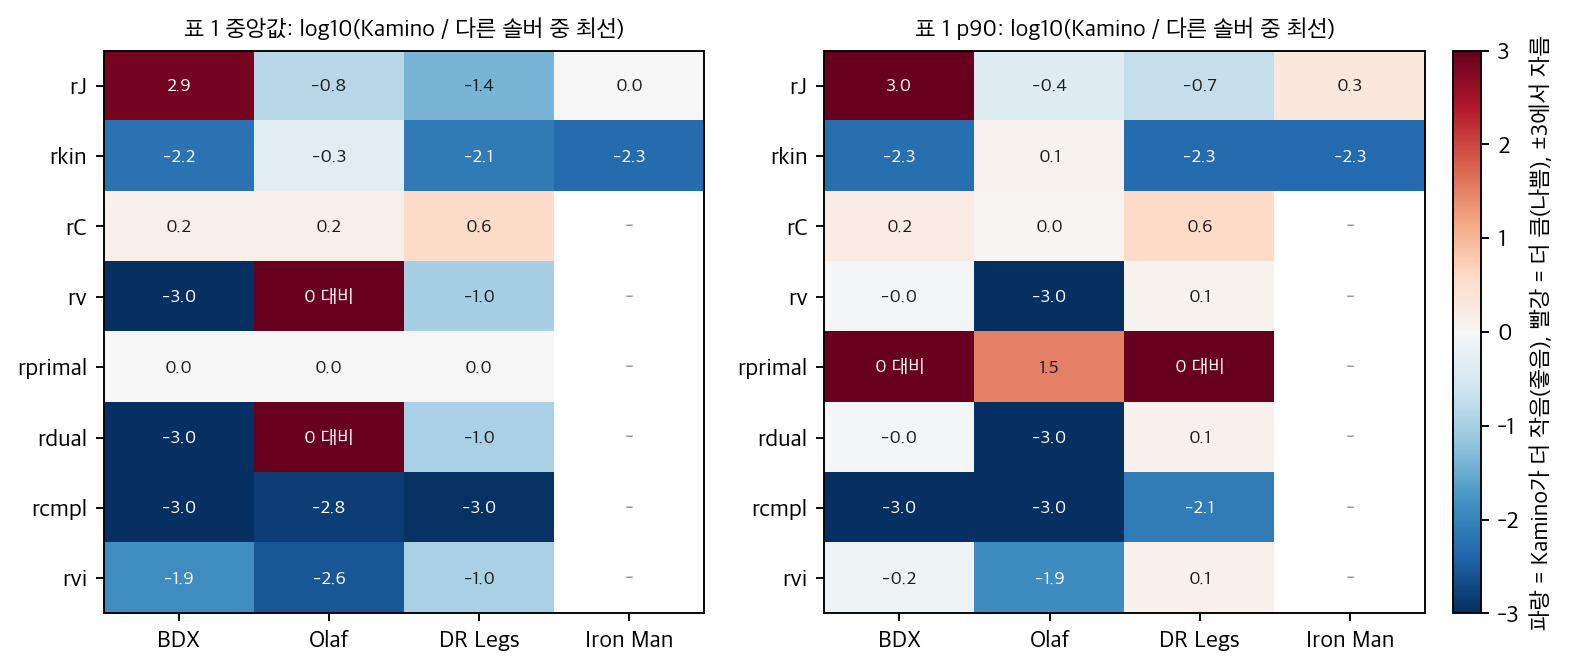 표 1 중앙값: log10(Kamino / 다른 솔버 중 최선)
rJ 2.9 -0.8 -1.4 0.0
rkin -2.2 -0.3 -2.1 -2.3
rC 0.2 0.2 0.6 -
rv -3.0 0 대비 -1.0 -
rprimal 0.0 0.0 0.0 -
rdual -3.0 0 대비 -1.0 -
rcmpl -3.0 -2.8 -3.0 -
rvi -1.9 -2.6 -1.0 -
BDX Olaf DR Legs Iron Man
표 1 p90: log10(Kamino / 다른 솔버 중 최선)
rJ 3.0 -0.4 -0.7 0.3
rkin -2.3 0.1 -2.3 -2.3
rC 0.2 0.0 0.6 -
rv -0.0 -3.0 0.1 -
rprimal 0 대비 1.5 0 대비 -
rdual -0.0 -3.0 0.1 -
rcmpl -3.0 -3.0 -2.1 -
rvi -0.2 -1.9 0.1 -
BDX Olaf DR Legs Iron Man
3
2
1
0
-1
-2
-3
파랑 = Kamino가 더 작음(좋음), 빨강 = 더 큼(나쁨), ±3에서 자름